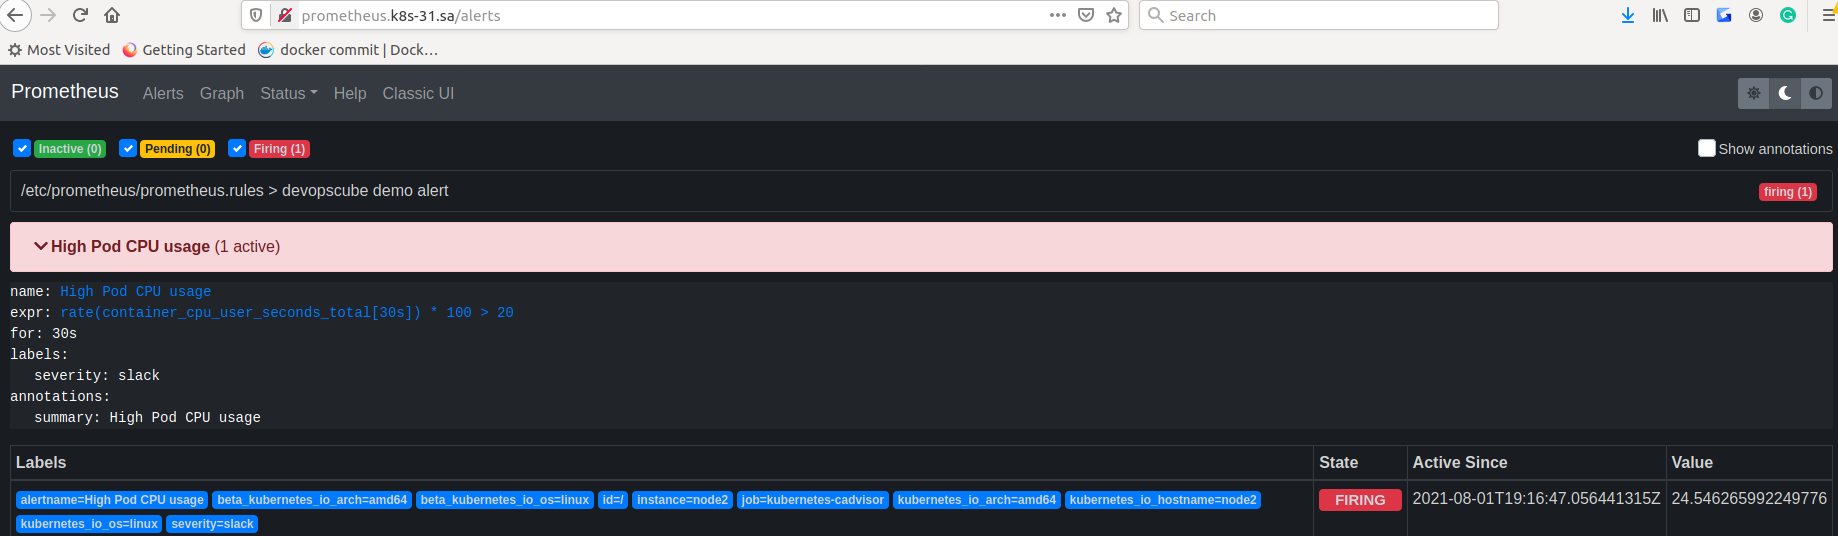 prometheus.k8s-31.sa/alerts
Search
Most Visited
Getting Started
docker commit | Dock…
Prometheus
Alerts
Graph
Status
Help
Classic UI
Inactive (0)
Pending (0)
Firing (1)
Show annotations
/etc/prometheus/prometheus.rules > devopscube demo alert
firing (1)
High Pod CPU usage (1 active)
name: High Pod CPU usage
expr: rate(container_cpu_user_seconds_total[30s]) * 100 > 20
for: 30s
labels:
severity: slack
annotations:
summary: High Pod CPU usage
Labels
State
Active Since
Value
alertname=High Pod CPU usage beta_kubernetes_io_arch=amd64 beta_kubernetes_io_os=linux id=/ instance=node2 job=kubernetes-cadvisor kubernetes_io_arch=amd64 kubernetes_io_hostname=node2
kubernetes_io_os=linux severity=slack
FIRING
2021-08-01T19:16:47.056441315Z
24.546265992249776